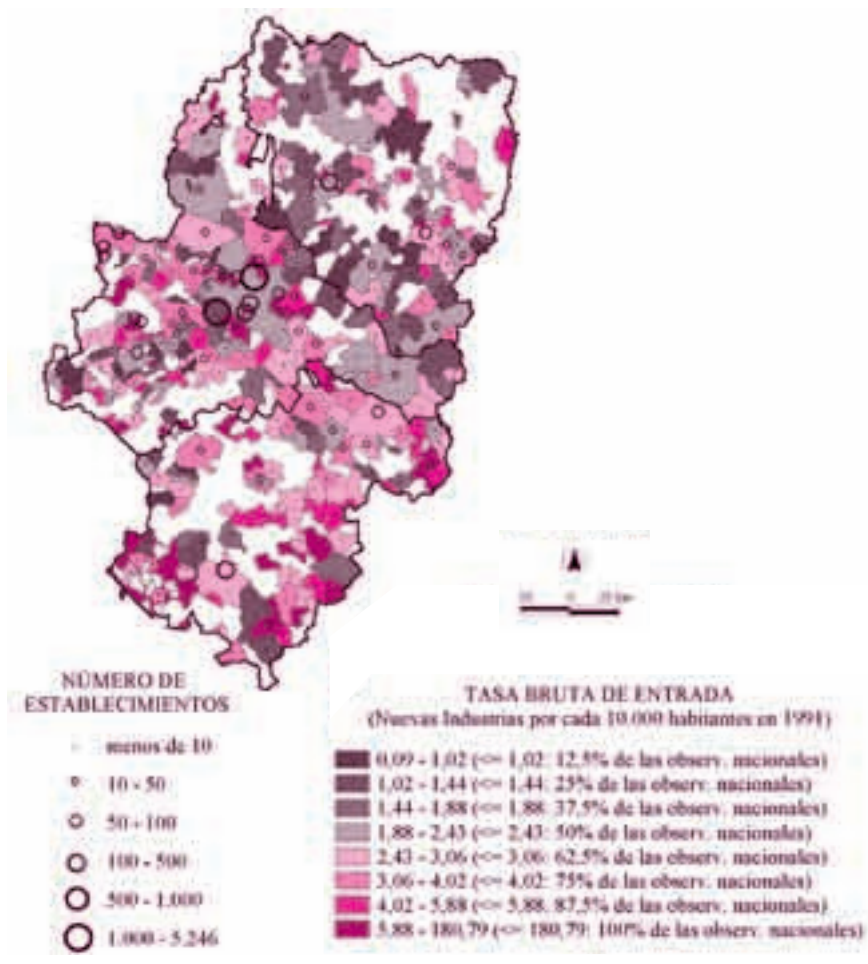 NÚMERO DE
ESTABLECIMIENTOS
menos de 10
10 - 50
50 - 100
100 - 500
500 - 1.000
1.000 - 5.246
TASA BRUTA DE ENTRADA
(Nuevas Industrias por cada 10.000 habitantes en 1991)
0,09 - 1,02 (<= 1,02: 12,5% de las observ. nacionales)
1,02 - 1,44 (<= 1,44: 25% de las observ. nacionales)
1,44 - 1,88 (<= 1,88: 37,5% de las observ. nacionales)
1,88 - 2,43 (<= 2,43: 50% de las observ. nacionales)
2,43 - 3,06 (<= 3,06: 62,5% de las observ. nacionales)
3,06 - 4,02 (<= 4,02: 75% de las observ. nacionales)
4,02 - 5,88 (<= 5,88: 87,5% de las observ. nacionales)
5,88 - 180,79 (<= 180,79: 100% de las observ. nacionales)